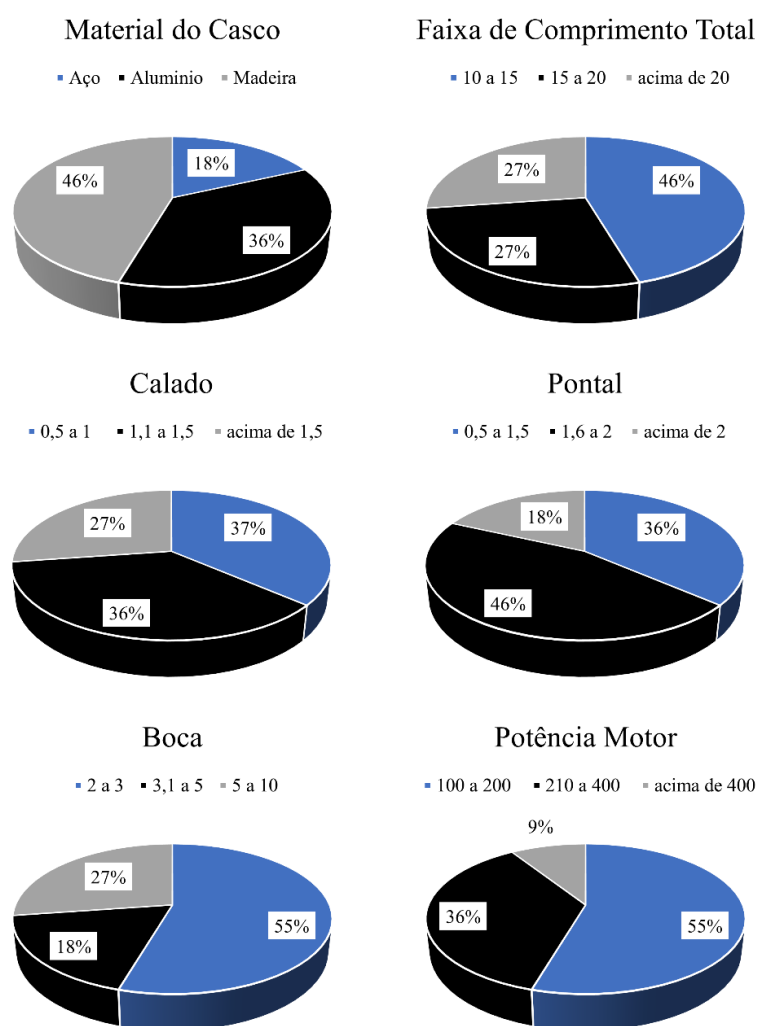 Material do Casco
Aço Aluminio Madeira
18%
46%
36%
Faixa de Comprimento Total
10 a 15 15 a 20 acima de 20
27%
46%
27%
Calado
0,5 a 1 1,1 a 1,5 acima de 1,5
27%
37%
36%
Pontal
0,5 a 1,5 1,6 a 2 acima de 2
18%
36%
46%
Boca
2 a 3 3,1 a 5 5 a 10
27%
55%
18%
Potência Motor
100 a 200 210 a 400 acima de 400
9%
36%
55%